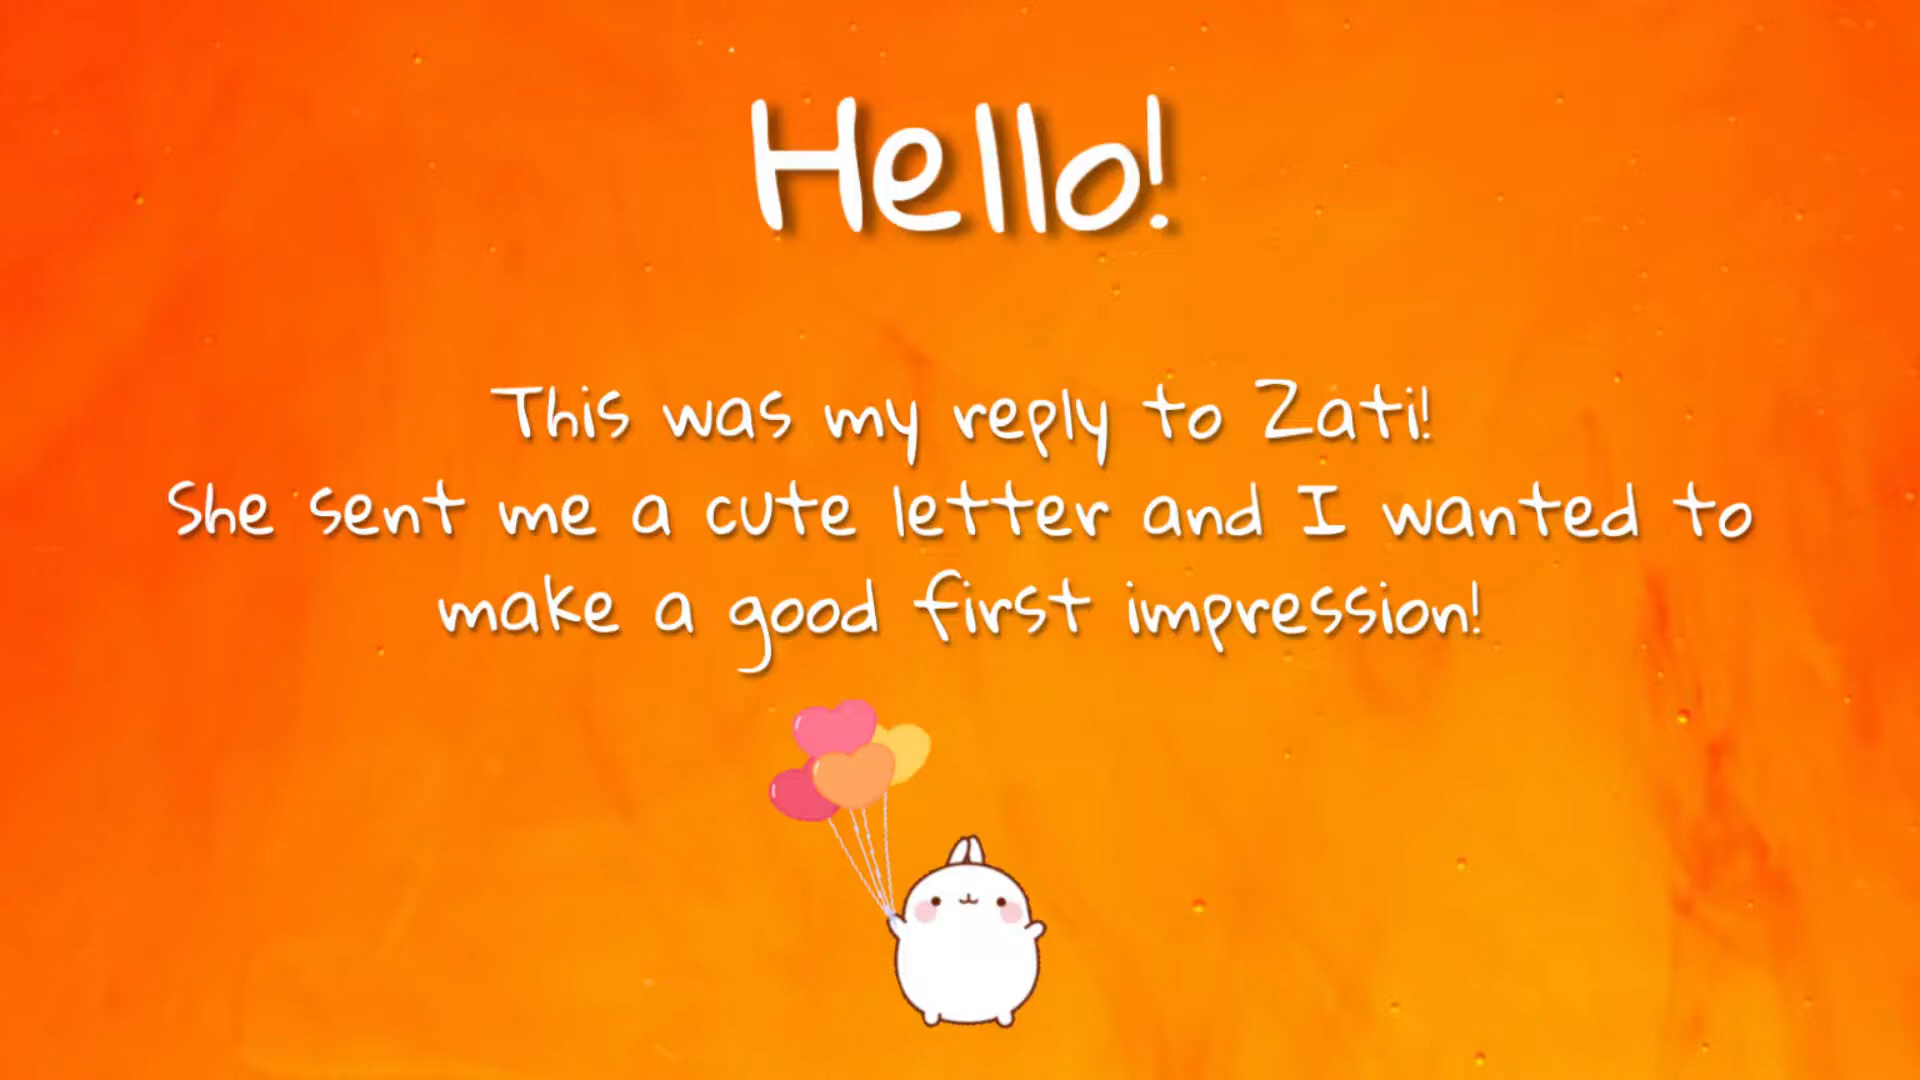 Hello!
This was my reply to Zati!
She sent me a cute letter and I wanted to
make a good first impression!